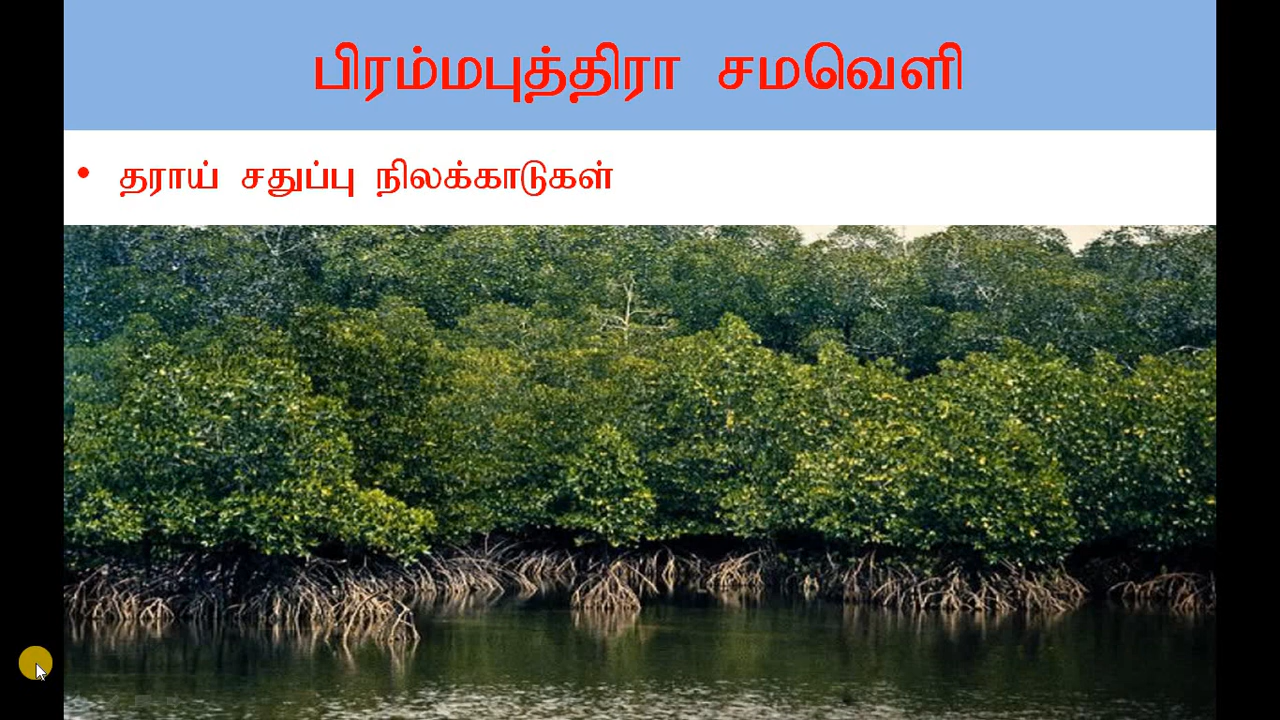 பிரம்மபுத்திரா சமவெளி
• தராய் சதுப்பு நிலக்காடுகள்